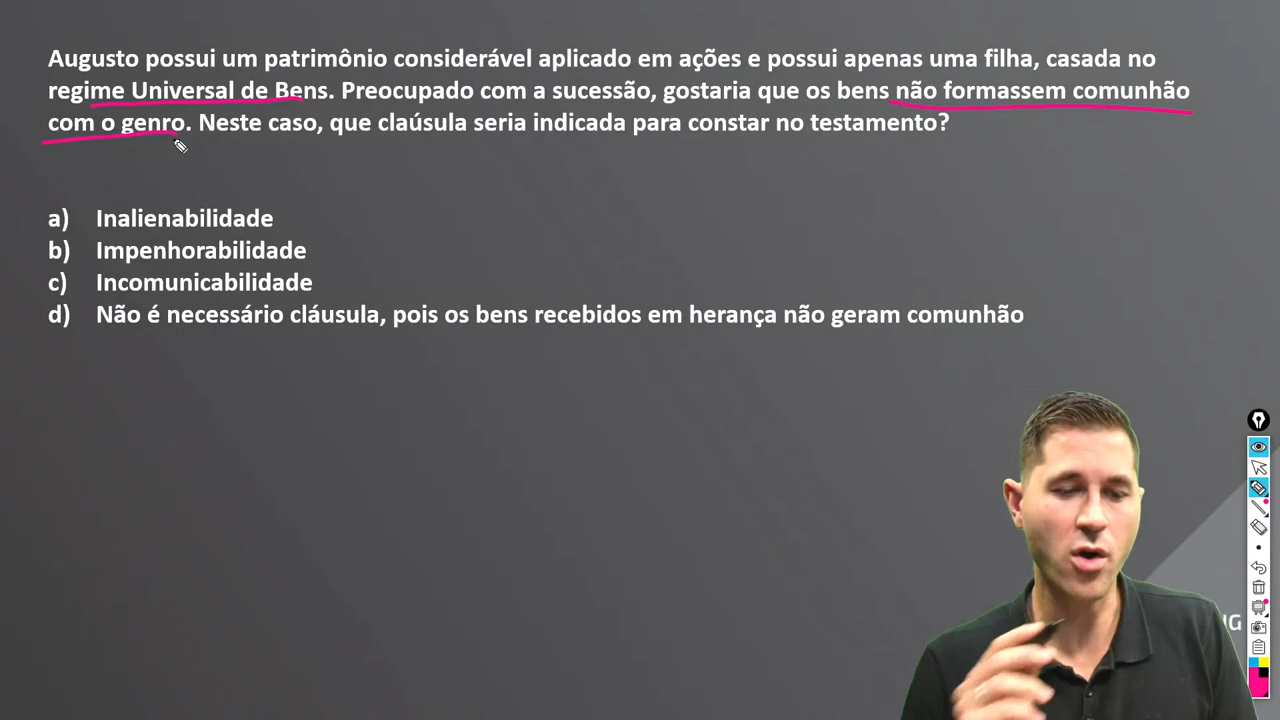 Augusto possui um patrimônio considerável aplicado em ações e possui apenas uma filha, casada no
regime Universal de Bens. Preocupado com a sucessão, gostaria que os bens não formassem comunhão
com o genro. Neste caso, que claúsula seria indicada para constar no testamento?
a) Inalienabilidade
b) Impenhorabilidade
c) Incomunicabilidade
d) Não é necessário cláusula, pois os bens recebidos em herança não geram comunhão